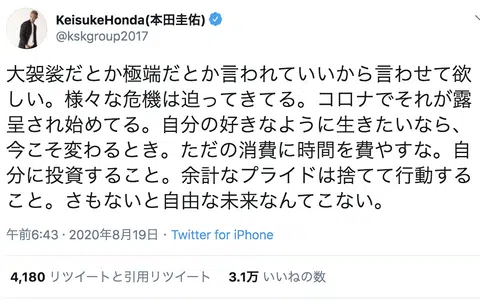 KeisukeHonda(本田圭佑)
@kskgroup2017
大袈裟だとか極端だとか言われていいから言わせて欲
しい。様々な危機は迫ってきてる。コロナでそれが露
呈され始めてる。自分の好きなように生きたいなら、
今こそ変わるとき。ただの消費に時間を費やすな。自
分に投資すること。余計なプライドは捨てて行動する
こと。さもないと自由な未来なんてこない。
午前6:43 · 2020年8月19日 · Twitter for iPhone
4,180 リツイートと引用リツイート 3.1万 いいねの数